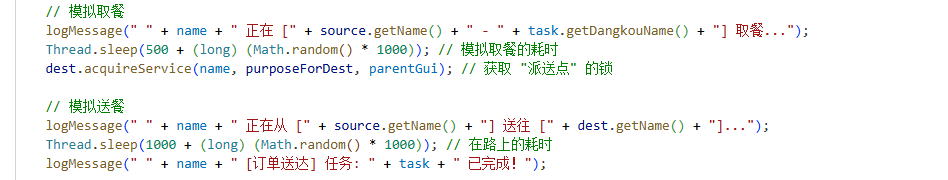 // 模拟取餐
logMessage(" " + name + " 正在 [" + source.getName() + " - " + task.getDangkouName() + "] 取餐...");
Thread.sleep(500 + (long) (Math.random() * 1000)); // 模拟取餐的耗时
dest.acquireService(name, purposeForDest, parentGui); // 获取 "派送点" 的锁
// 模拟送餐
logMessage(" " + name + " 正在从 [" + source.getName() + "] 送往 [" + dest.getName() + "]...");
Thread.sleep(1000 + (long) (Math.random() * 1000)); // 在路上的耗时
logMessage(" " + name + " [订单送达] 任务: " + task + " 已完成! ");